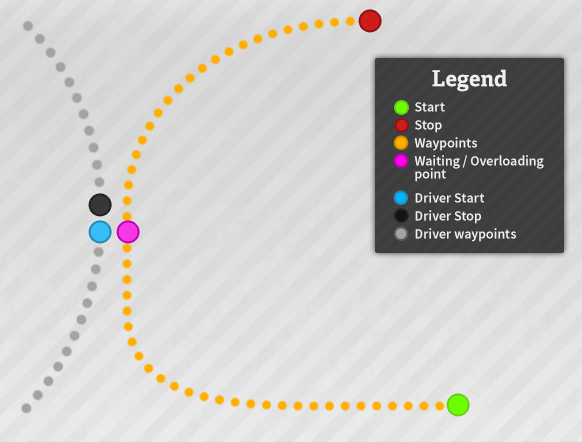 Legend
Start
Stop
Waypoints
Waiting / Overloading
point
Driver Start
Driver Stop
Driver waypoints